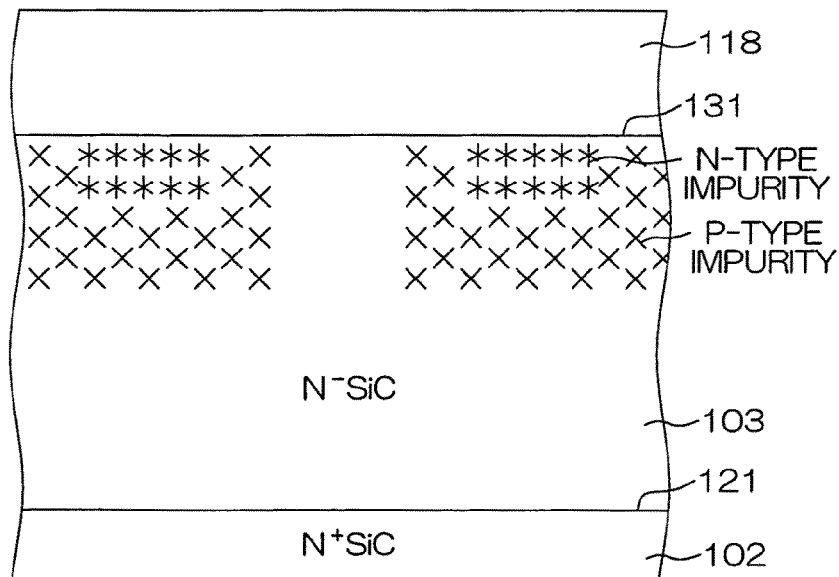 118
131
N-TYPE
IMPURITY
P-TYPE
IMPURITY
N⁻SiC
103
121
N⁺SiC
102